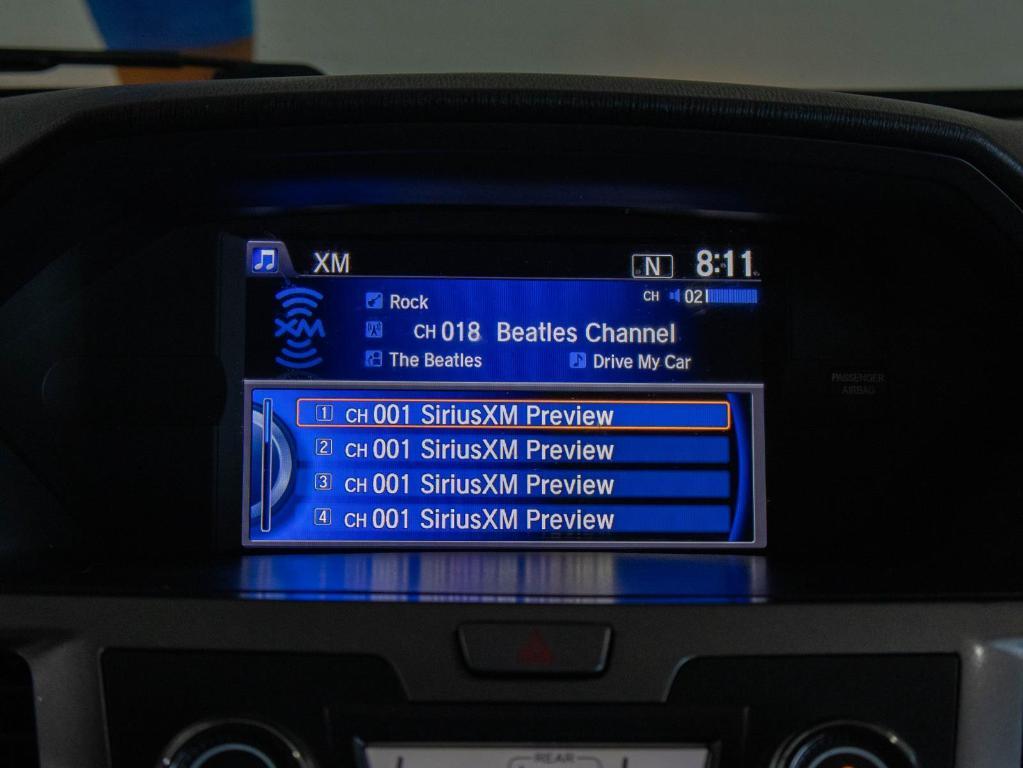 XM N 8:11
Rock CH 02
XM CH 018 Beatles Channel
The Beatles Drive My Car
1 CH 001 SiriusXM Preview
2 CH 001 SiriusXM Preview
3 CH 001 SiriusXM Preview
4 CH 001 SiriusXM Preview
PASSENGER
AIRBAG
REAR